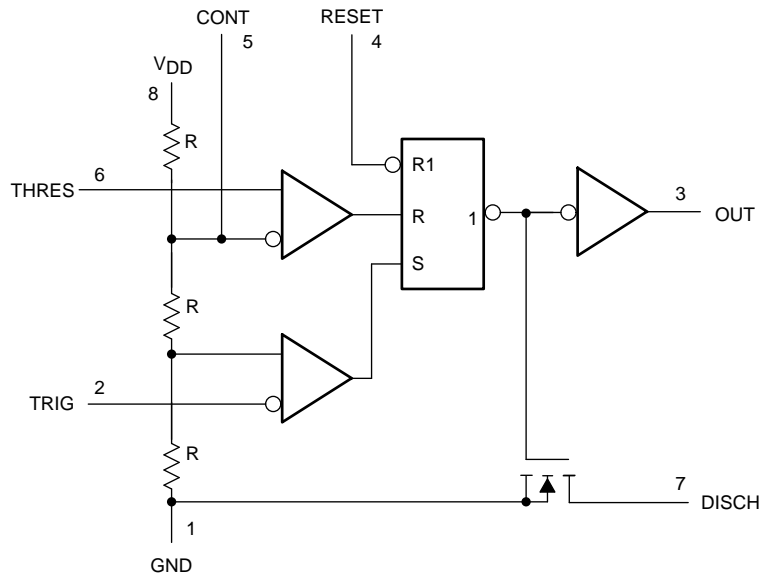 CONT
RESET
5
4
VDD
8
R
R1
6
THRES
R
1
3
OUT
S
R
2
TRIG
R
7
DISCH
1
GND